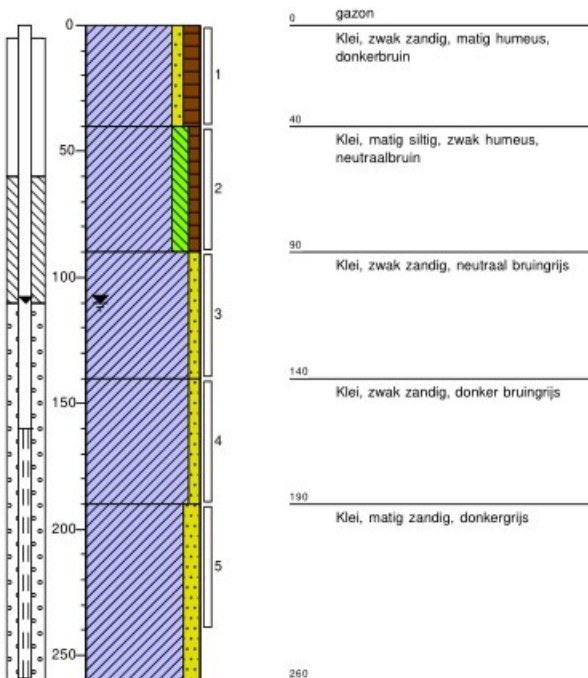 0
gazon
0
Klei, zwak zandig, matig humeus,
donkerbruin
1
40
Klei, matig siltig, zwak humeus,
neutraalbruin
50
2
90
Klei, zwak zandig, neutraal bruingrijs
100
3
140
Klei, zwak zandig, donker bruingrijs
150
4
190
Klei, matig zandig, donkergrijs
200
5
250
260